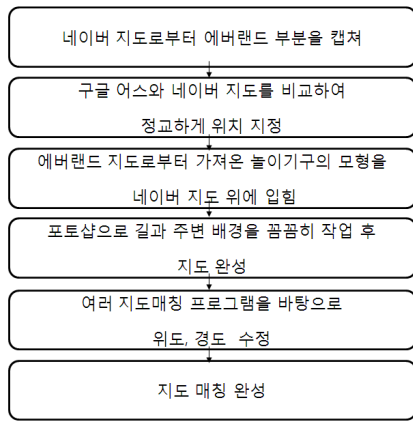 네이버 지도로부터 에버랜드 부분을 캡쳐
구글 어스와 네이버 지도를 비교하여
정교하게 위치 지정
에버랜드 지도로부터 가져온 놀이기구의 모형을
네이버 지도 위에 입힘
포토샵으로 길과 주변 배경을 꼼꼼히 작업 후
지도 완성
여러 지도매칭 프로그램을 바탕으로
위도, 경도 수정
지도 매칭 완성